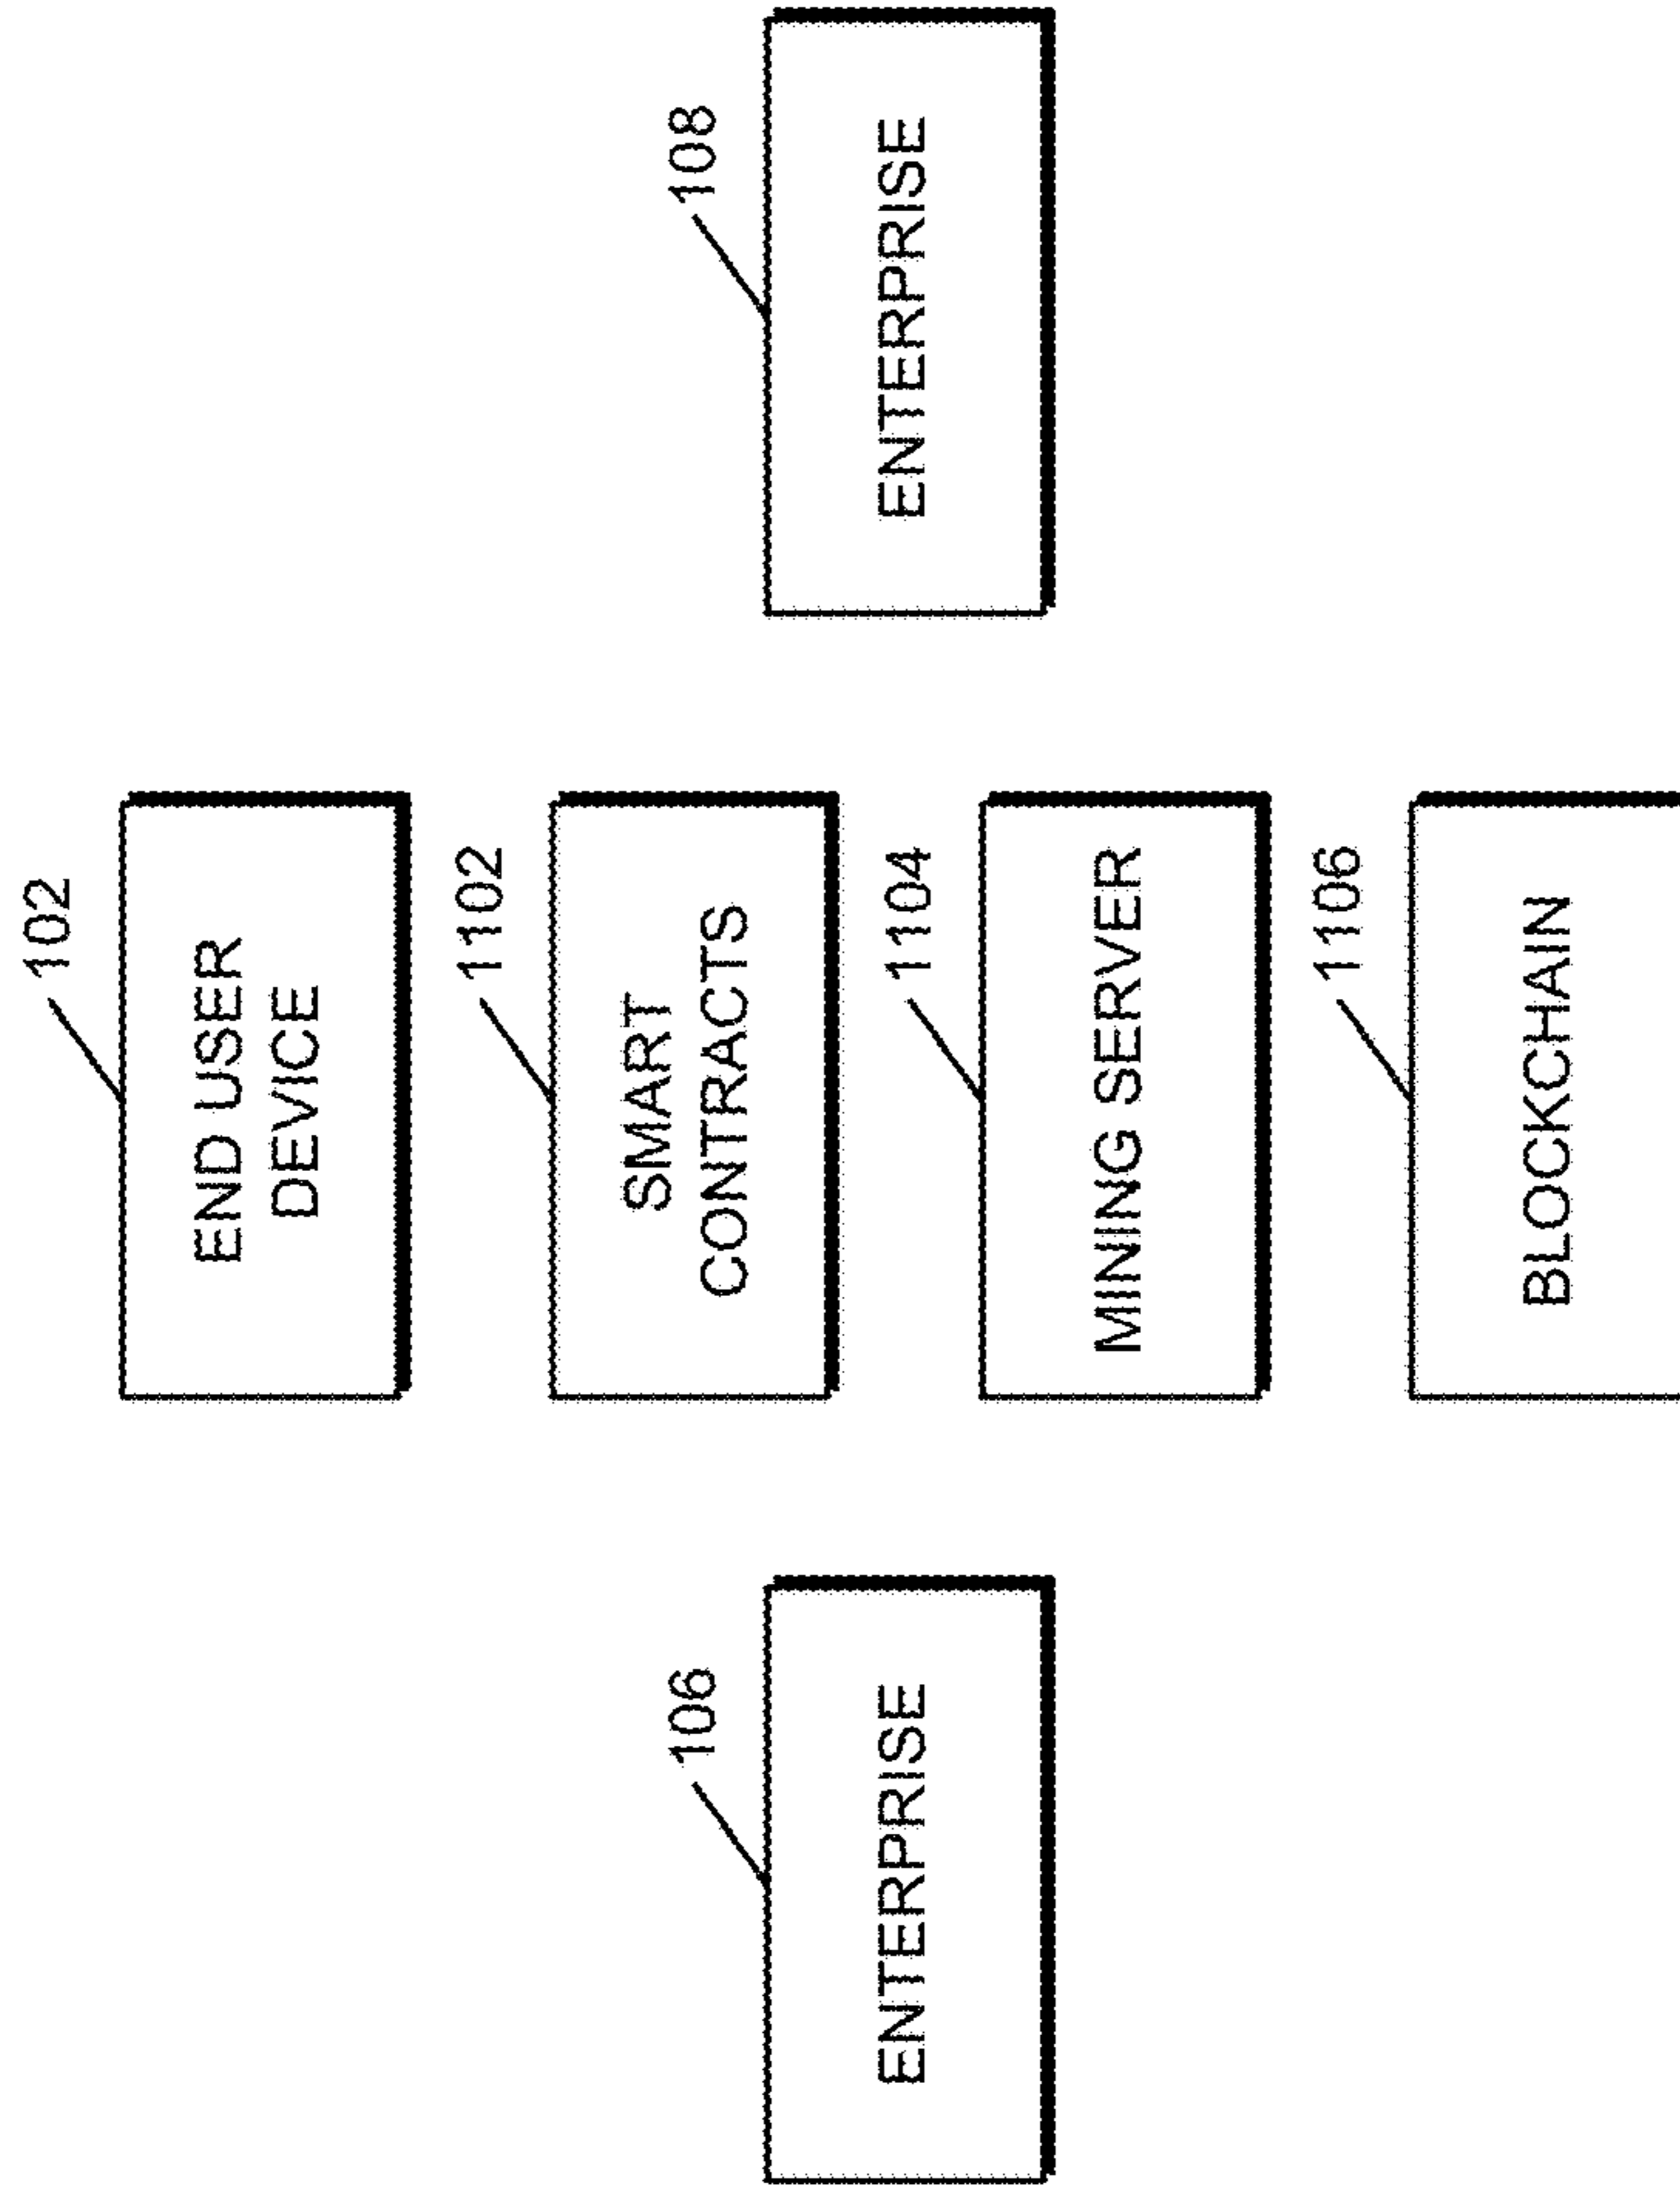 102
END USER
DEVICE
1102
SMART
CONTRACTS
106
ENTERPRISE
108
ENTERPRISE
1104
MINING SERVER
1106
BLOCKCHAIN